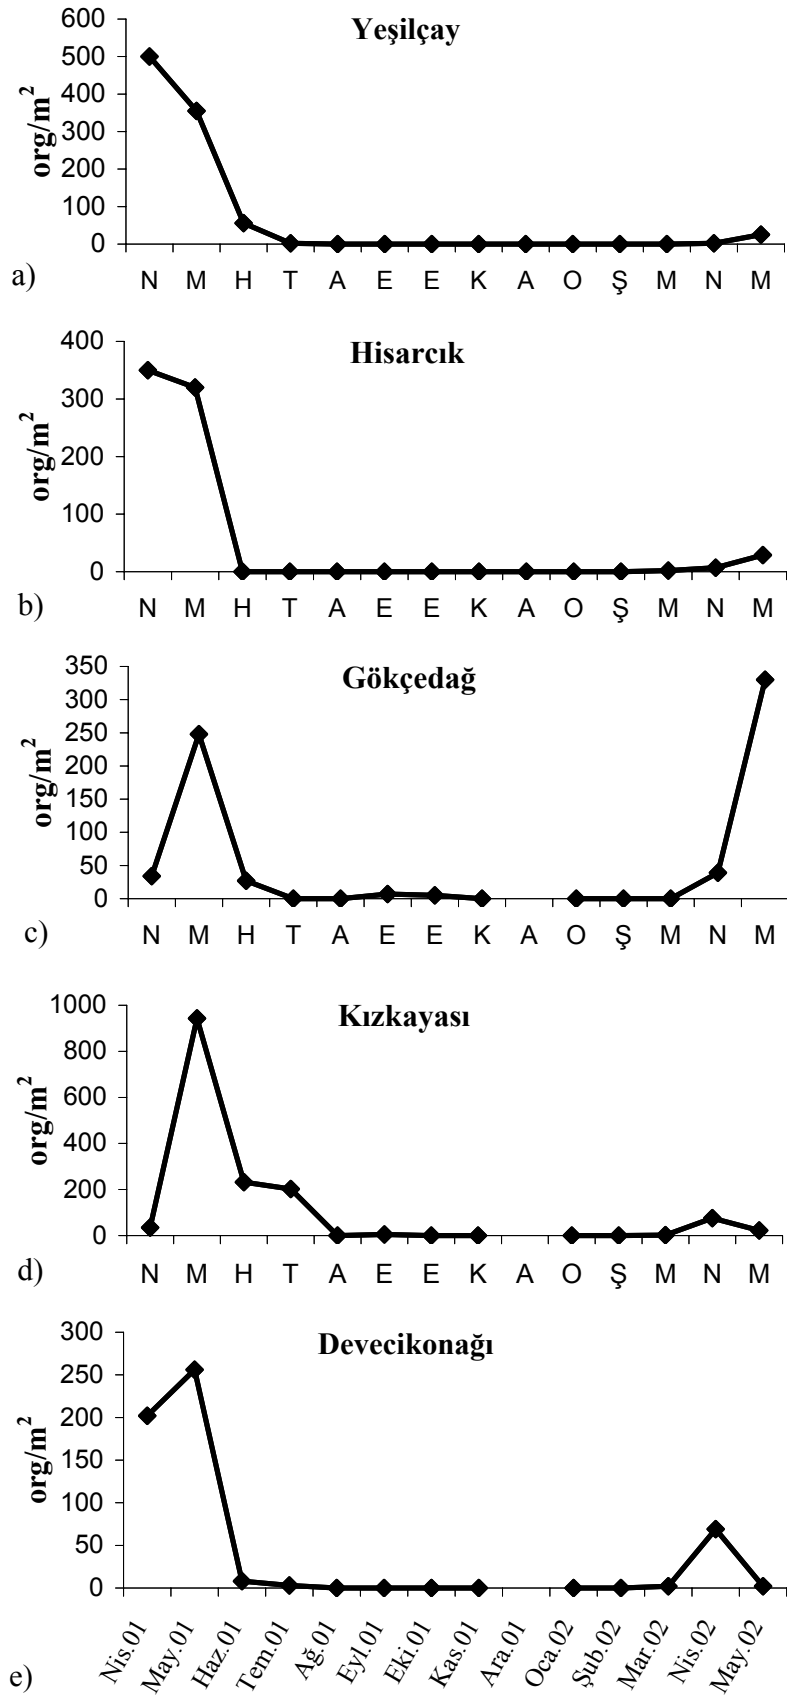 Yeşilçay
org/m²
600
500
400
300
200
100
0
N M H T A E E K A O Ş M N M
a)
Hisarcık
org/m²
400
300
200
100
0
N M H T A E E K A O Ş M N M
b)
Gökçedağ
org/m²
350
300
250
200
150
100
50
0
N M H T A E E K A O Ş M N M
c)
Kızkayası
org/m²
1000
800
600
400
200
0
N M H T A E E K A O Ş M N M
d)
Devecikonağı
org/m²
300
250
200
150
100
50
0
Nis.01 May.01 Haz.01 Tem.01 Ağ.01 Eyl.01 Eki.01 Kas.01 Ara.01 Oca.02 Şub.02 Mar.02 Nis.02 May.02
e)